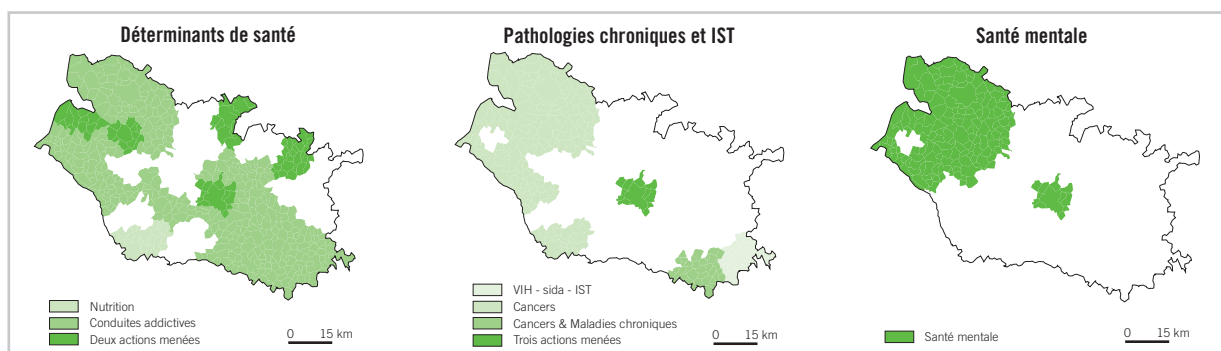 Déterminants de santé
Nutrition
Conduites addictives
Deux actions menées
0 15 km
Pathologies chroniques et IST
VIH - sida - IST
Cancers
Cancers & Maladies chroniques
Trois actions menées
0 15 km
Santé mentale
Santé mentale
0 15 km